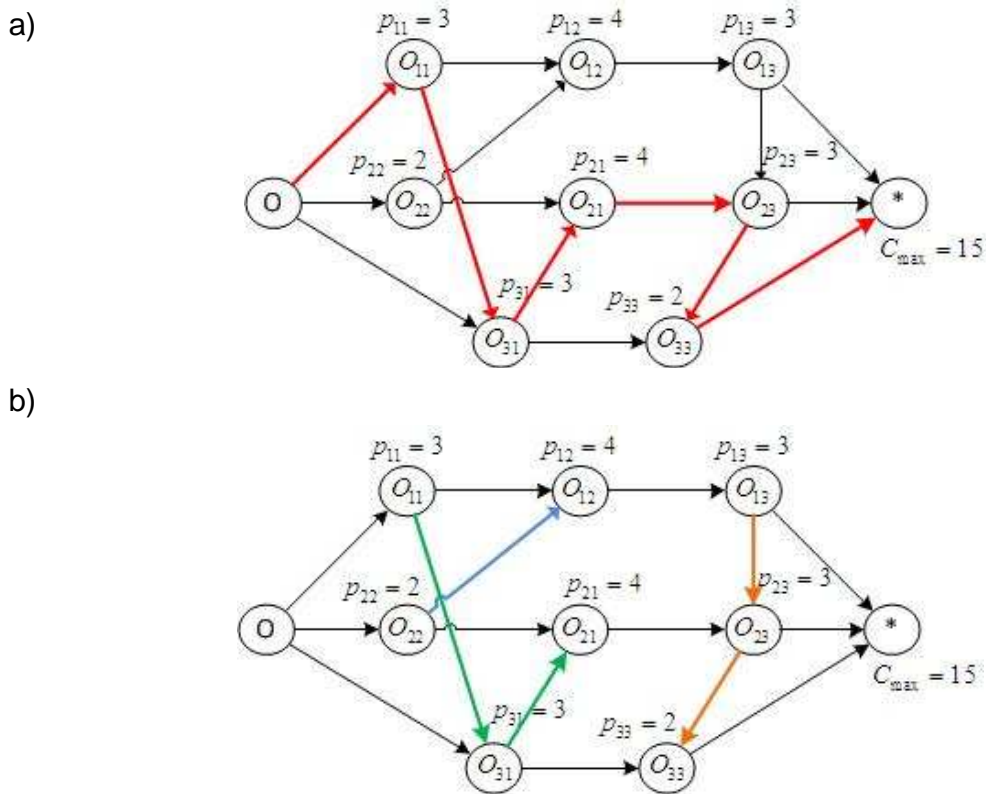 a)
p₁₁ = 3 p₁₂ = 4 p₁₃ = 3
O₁₁ O₁₂ O₁₃
p₂₂ = 2 p₂₁ = 4 p₂₃ = 3
O O₂₂ O₂₁ O₂₃ *
C_max = 15
p₃₁ = 3 p₃₃ = 2
O₃₁ O₃₃
b)
p₁₁ = 3 p₁₂ = 4 p₁₃ = 3
O₁₁ O₁₂ O₁₃
p₂₂ = 2 p₂₁ = 4 p₂₃ = 3
O O₂₂ O₂₁ O₂₃ *
C_max = 15
p₃₁ = 3 p₃₃ = 2
O₃₁ O₃₃